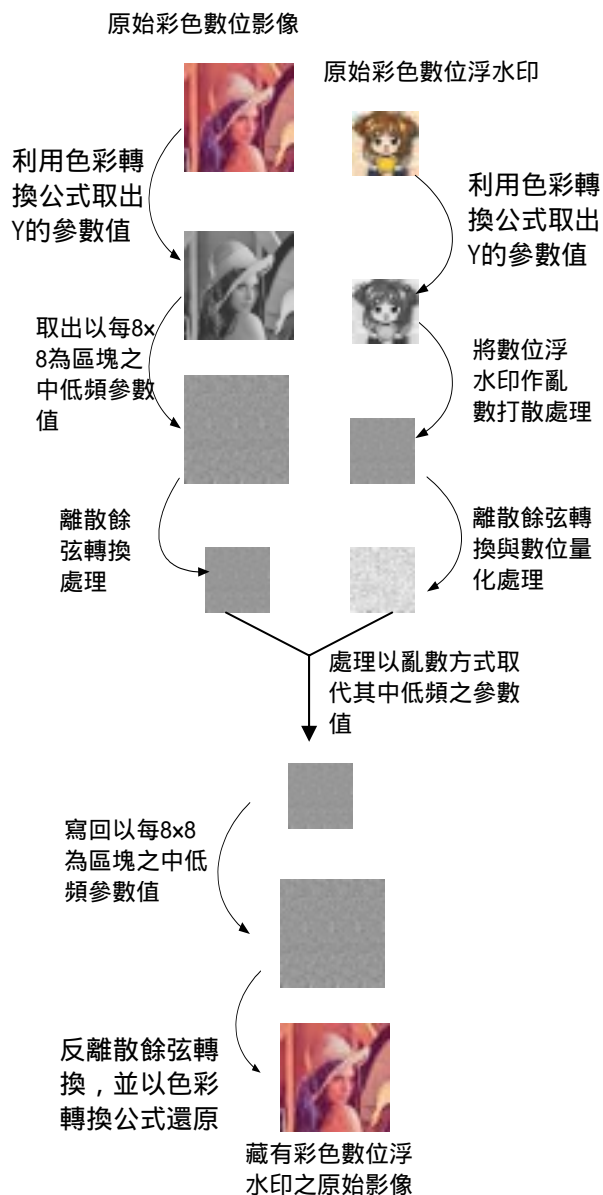 原始彩色數位影像
原始彩色數位浮水印
利用色彩轉
換公式取出
Y的參數值
利用色彩轉
換公式取出
Y的參數值
取出以每8x
8為區塊之
中低頻參數
值
將數位浮
水印作亂
數打散處理
離散餘
弦轉換
處理
離散餘弦轉
換與數位量
化處理
處理以亂數方式取
代其中低頻之參數
值
寫回以每8x8
為區塊之中低
頻參數值
反離散餘弦轉
換，並以色彩
轉換公式還原
藏有彩色數位浮
水印之原始影像